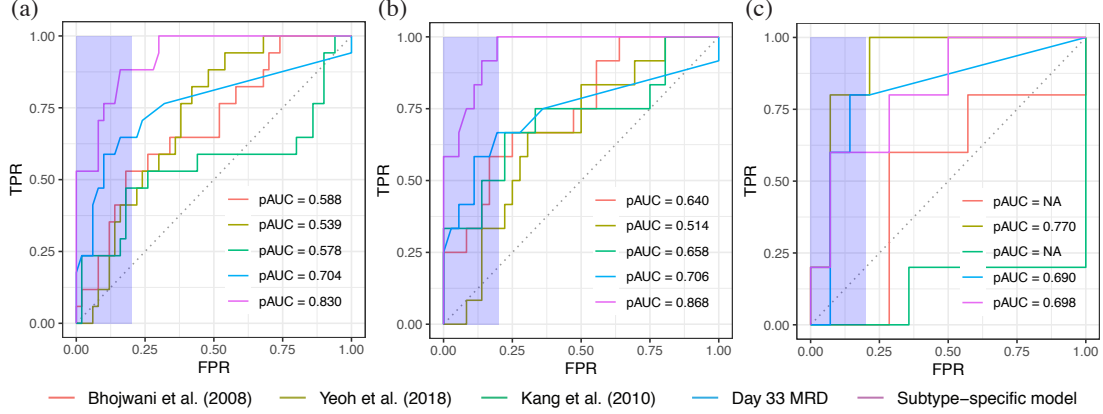 (a)
(b)
(c)
TPR
1.00
0.75
0.50
0.25
0.00
pAUC = 0.588
pAUC = 0.539
pAUC = 0.578
pAUC = 0.704
pAUC = 0.830
0.00 0.25 0.50 0.75 1.00
FPR
TPR
1.00
0.75
0.50
0.25
0.00
pAUC = 0.640
pAUC = 0.514
pAUC = 0.658
pAUC = 0.706
pAUC = 0.868
0.00 0.25 0.50 0.75 1.00
FPR
TPR
1.00
0.75
0.50
0.25
0.00
pAUC = NA
pAUC = 0.770
pAUC = NA
pAUC = 0.690
pAUC = 0.698
0.00 0.25 0.50 0.75 1.00
FPR
Bhojwani et al. (2008) Yeoh et al. (2018) Kang et al. (2010) Day 33 MRD Subtype−specific model